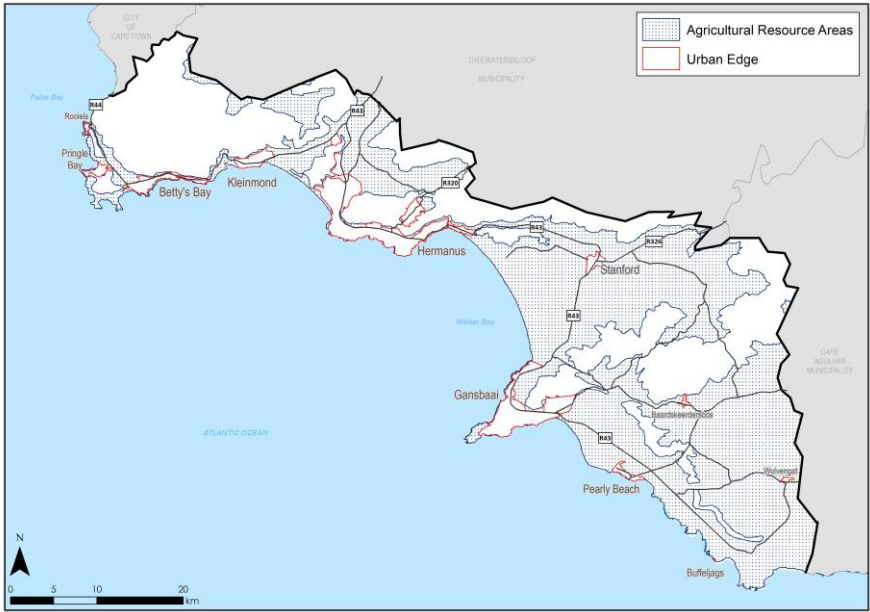 CITY
OF
CAPE TOWN
Agricultural Resource Areas
Urban Edge
THEEWATERSKLOOF
MUNICIPALITY
False Bay
R44
R43
Rooiels
Pringle
Bay
Betty's Bay
Kleinmond
R320
Hermanus
R43
R326
Stanford
Walker Bay
R43
CAPE
AGULHAS
MUNICIPALITY
Gansbaai
Baardskeerdersbos
ATLANTIC OCEAN
R43
Wolvengat
Pearly Beach
Buffeljags
N
0 5 10 20
km